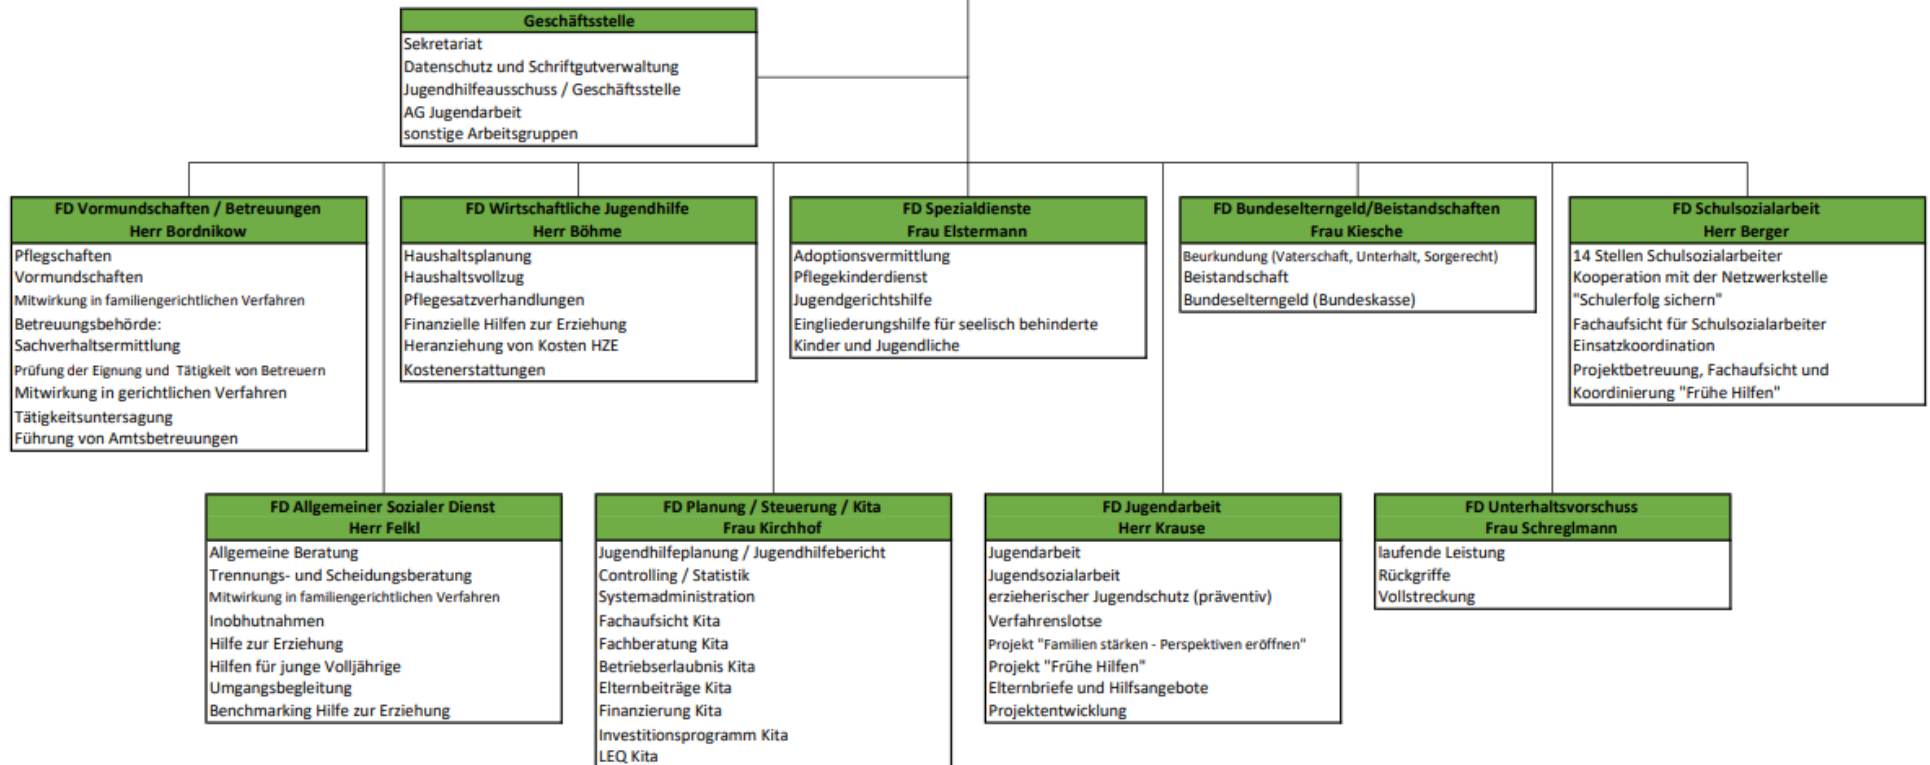 Geschäftsstelle
Sekretariat
Datenschutz und Schriftgutverwaltung
Jugendhilfeausschuss / Geschäftsstelle
AG Jugendarbeit
sonstige Arbeitsgruppen
FD Vormundschaften / Betreuungen
Herr Bordnikow
Pflegschaften
Vormundschaften
Mitwirkung in familiengerichtlichen Verfahren
Betreuungsbehörde:
Sachverhaltsermittlung
Prüfung der Eignung und Tätigkeit von Betreuern
Mitwirkung in gerichtlichen Verfahren
Tätigkeitsuntersagung
Führung von Amtsbetreuungen
FD Wirtschaftliche Jugendhilfe
Herr Böhme
Haushaltsplanung
Haushaltsvollzug
Pflegesatzverhandlungen
Finanzielle Hilfen zur Erziehung
Heranziehung von Kosten HZE
Kostenerstattungen
FD Spezialdienste
Frau Elstermann
Adoptionsvermittlung
Pflegekinderdienst
Jugendgerichtshilfe
Eingliederungshilfe für seelisch behinderte
Kinder und Jugendliche
FD Bundeselterngeld/Beistandschaften
Frau Kiesche
Beurkundung (Vaterschaft, Unterhalt, Sorgerecht)
Beistandschaft
Bundeselterngeld (Bundeskasse)
FD Schulsozialarbeit
Herr Berger
14 Stellen Schulsozialarbeiter
Kooperation mit der Netzwerkstelle
"Schulerfolg sichern"
Fachaufsicht für Schulsozialarbeiter
Einsatzkoordination
Projektbetreuung, Fachaufsicht und
Koordinierung "Frühe Hilfen"
FD Allgemeiner Sozialer Dienst
Herr Felkl
Allgemeine Beratung
Trennungs- und Scheidungsberatung
Mitwirkung in familiengerichtlichen Verfahren
Inobhutnahmen
Hilfe zur Erziehung
Hilfen für junge Volljährige
Umgangsbegleitung
Benchmarking Hilfe zur Erziehung
FD Planung / Steuerung / Kita
Frau Kirchhof
Jugendhilfeplanung / Jugendhilfebericht
Controlling / Statistik
Systemadministration
Fachaufsicht Kita
Fachberatung Kita
Betriebserlaubnis Kita
Elternbeiträge Kita
Finanzierung Kita
Investitionsprogramm Kita
LEQ Kita
FD Jugendarbeit
Herr Krause
Jugendarbeit
Jugendsozialarbeit
erzieherischer Jugendschutz (präventiv)
Verfahrenslotse
Projekt "Familien stärken - Perspektiven eröffnen"
Projekt "Frühe Hilfen"
Elternbriefe und Hilfsangebote
Projektentwicklung
FD Unterhaltsvorschuss
Frau Schreglmann
laufende Leistung
Rückgriffe
Vollstreckung